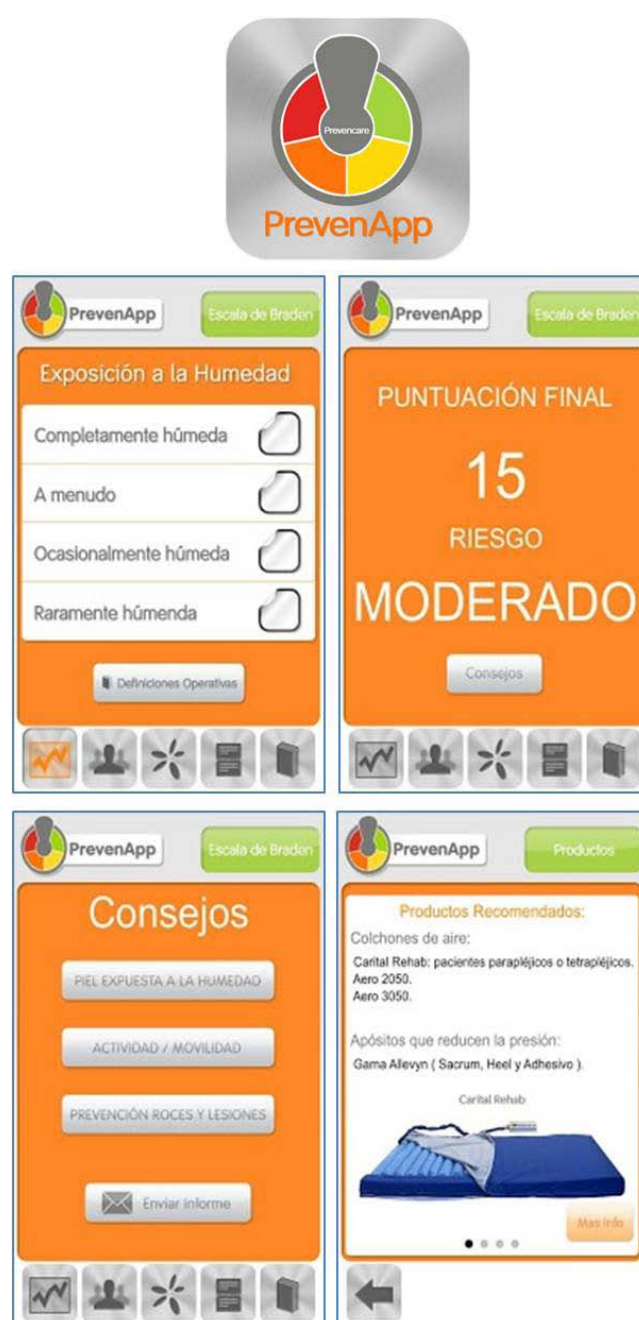 Prevencare
PrevenApp
PrevenApp
Escala de Braden
Exposición a la Humedad
Completamente húmeda
A menudo
Ocasionalmente húmeda
Raramente húmenda
Definiciones Operativas
PrevenApp
Escala de Braden
PUNTUACIÓN FINAL
15
RIESGO
MODERADO
Consejos
PrevenApp
Escala de Braden
Consejos
PIEL EXPUESTA A LA HUMEDAD
ACTIVIDAD / MOVILIDAD
PREVENCIÓN ROCES Y LESIONES
Enviar informe
PrevenApp
Productos
Productos Recomendados:
Colchones de aire:
Carital Rehab: pacientes parapléjicos o tetrapléjicos.
Aero 2050.
Aero 3050.
Apósitos que reducen la presión:
Gama Allevyn ( Sacrum, Heel y Adhesivo ).
Carital Rehab
Mas info